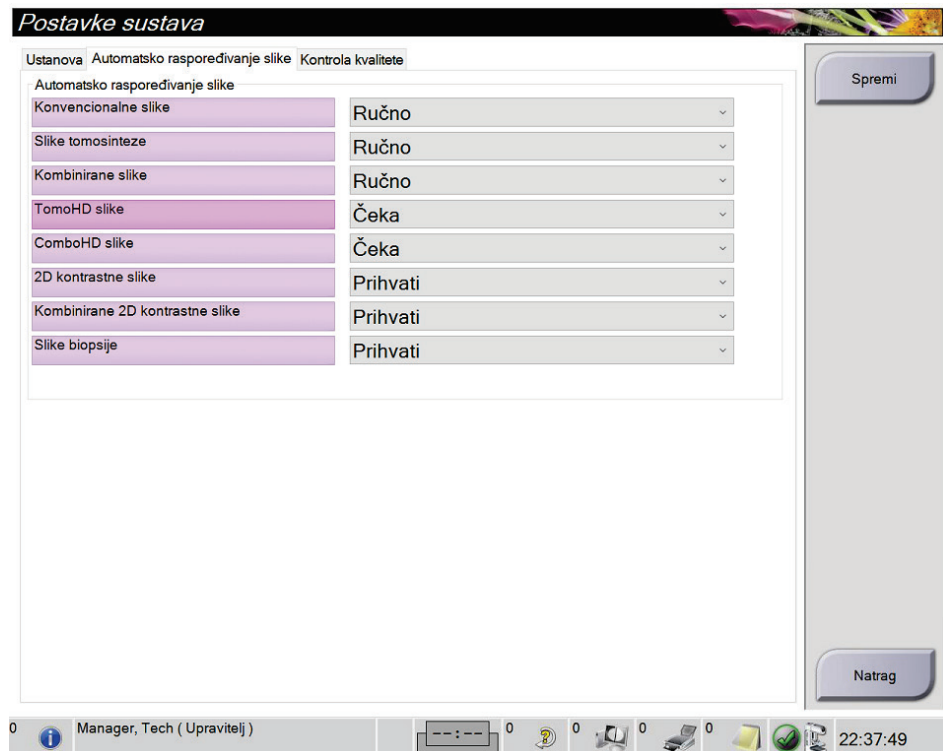 Postavke sustava
Ustanova Automatsko raspoređivanje slike Kontrola kvalitete
Spremi
Automatsko raspoređivanje slike
Konvencionalne slike Ručno
Slike tomosinteze Ručno
Kombinirane slike Ručno
TomoHD slike Čeka
ComboHD slike Čeka
2D kontrastne slike Prihvati
Kombinirane 2D kontrastne slike Prihvati
Slike biopsije Prihvati
Natrag
0 Manager, Tech ( Upravitelj ) --:-- 0 0 0 0 22:37:49